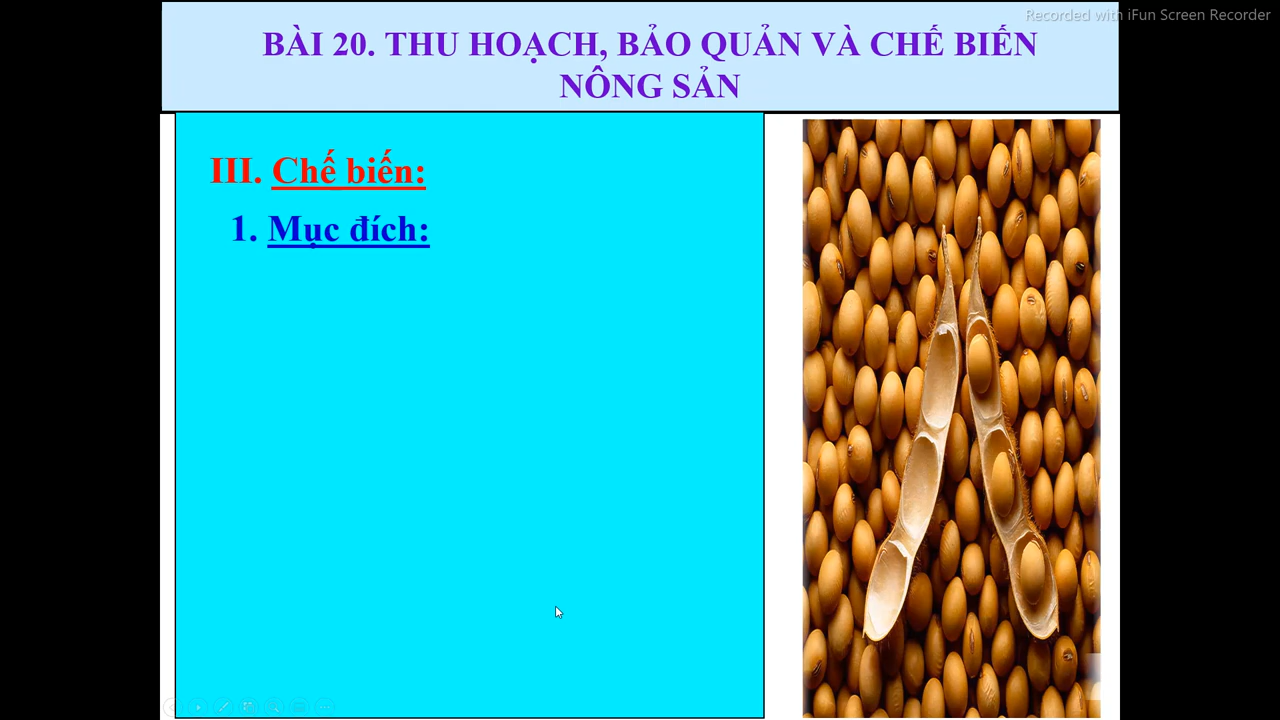 Recorded with iFun Screen Recorder
BÀI 20. THU HOẠCH, BẢO QUẢN VÀ CHẾ BIẾN
NÔNG SẢN
III. Chế biến:
1. Mục đích: